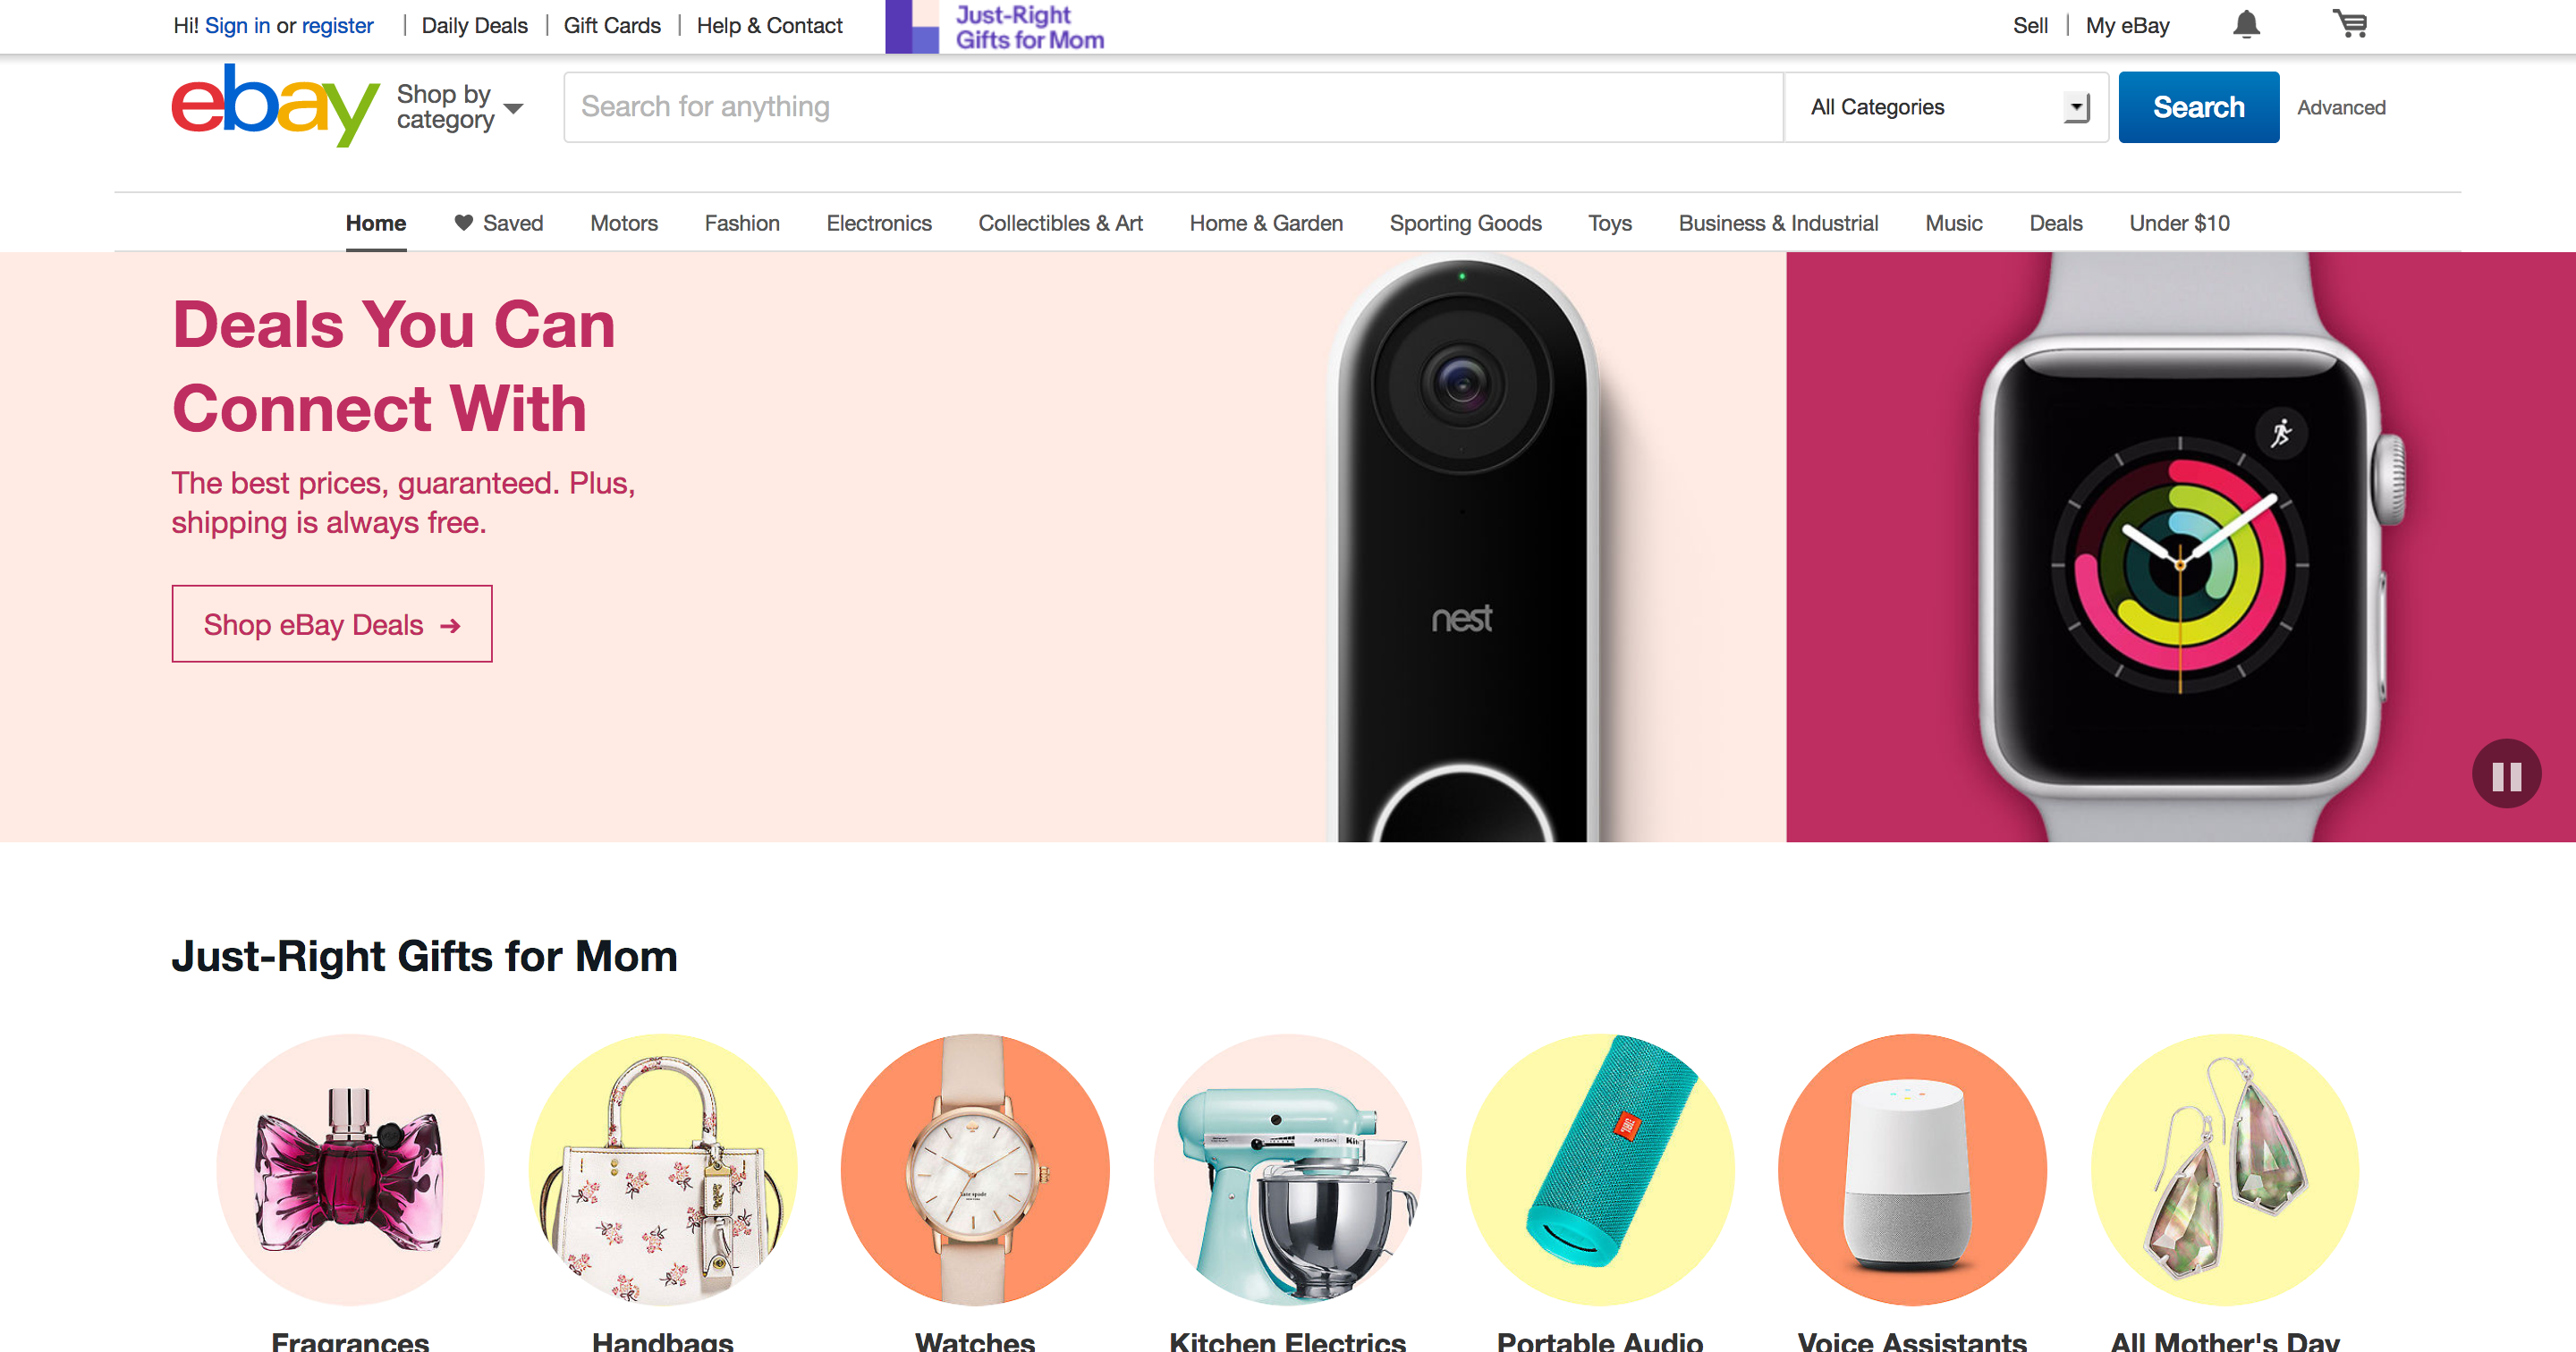 Hi! Sign in or register | Daily Deals | Gift Cards | Help & Contact
Just-Right
Gifts for Mom
Sell | My eBay
ebay
Shop by
category
Search for anything
All Categories
Search
Advanced
Home Saved Motors Fashion Electronics Collectibles & Art Home & Garden Sporting Goods Toys Business & Industrial Music Deals Under $10
Deals You Can
Connect With
The best prices, guaranteed. Plus,
shipping is always free.
Shop eBay Deals →
nest
Just-Right Gifts for Mom
kate spade
ARTISAN
JBL
Fragrances
Handbags
Watches
Kitchen Electrics
Portable Audio
Voice Assistants
All Mother's Day